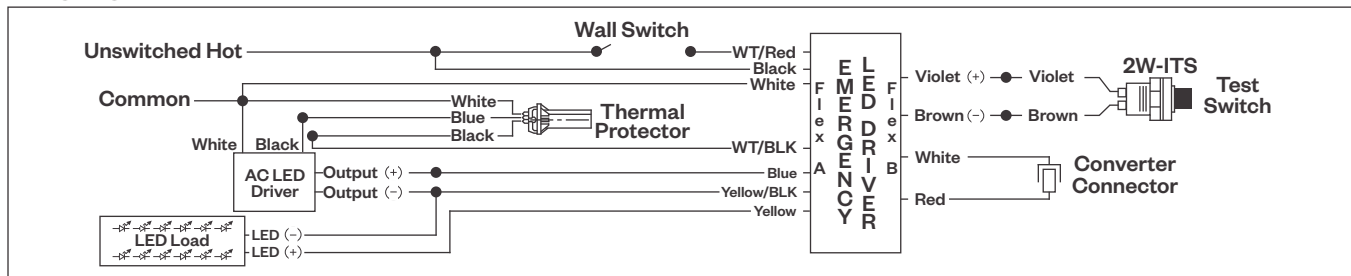 Wall Switch
Unswitched Hot
WT/Red
Black
White
Common
White
Blue
Black
Thermal
Protector
White
Black
WT/BLK
AC LED
Driver
Output (+)
Output (-)
Blue
Yellow/BLK
Yellow
LED Load
LED (-)
LED (+)
Flex A
EMERGENCY
LED DRIVER
Flex B
Violet (+)
Violet
Brown (-)
Brown
2W-ITS
Test
Switch
White
Red
Converter
Connector